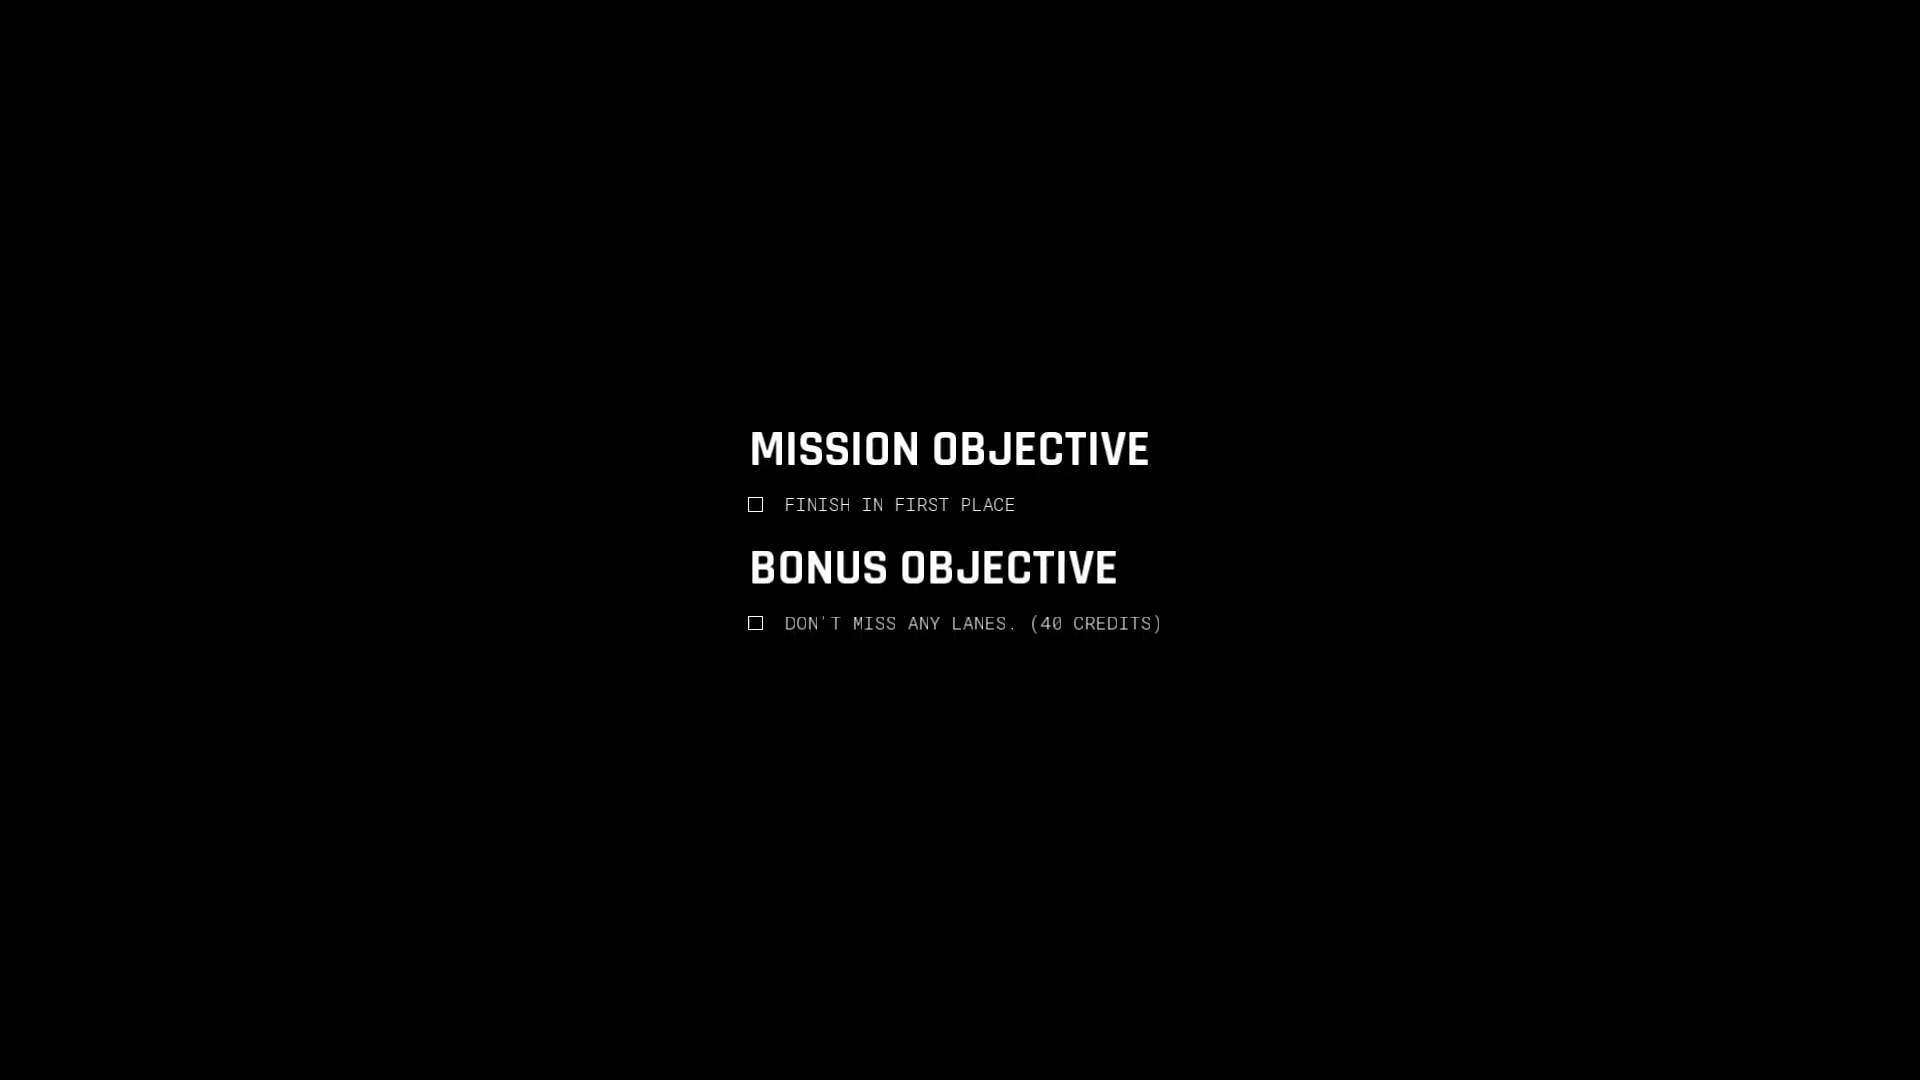 MISSION OBJECTIVE
FINISH IN FIRST PLACE
BONUS OBJECTIVE
DON'T MISS ANY LANES. (40 CREDITS)